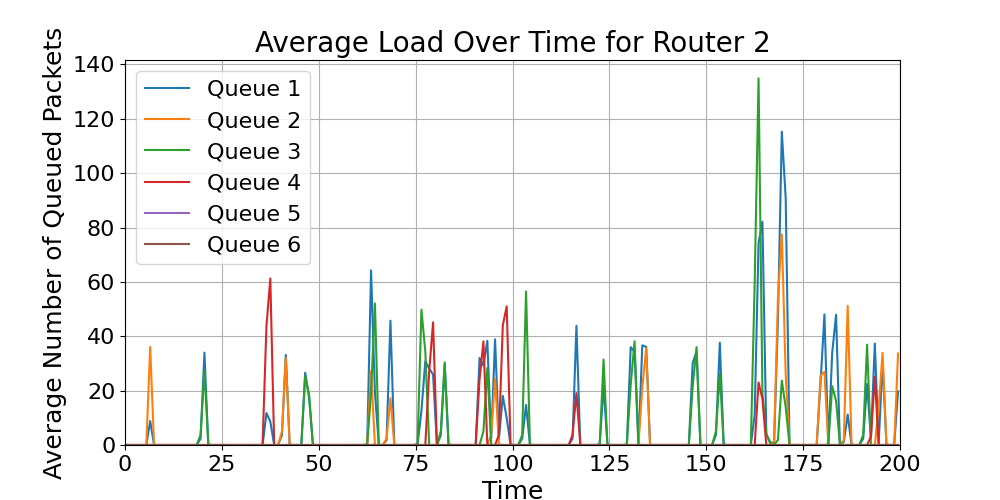 Average Load Over Time for Router 2
Average Number of Queued Packets
140
120
100
80
60
40
20
0
Queue 1
Queue 2
Queue 3
Queue 4
Queue 5
Queue 6
0 25 50 75 100 125 150 175 200
Time